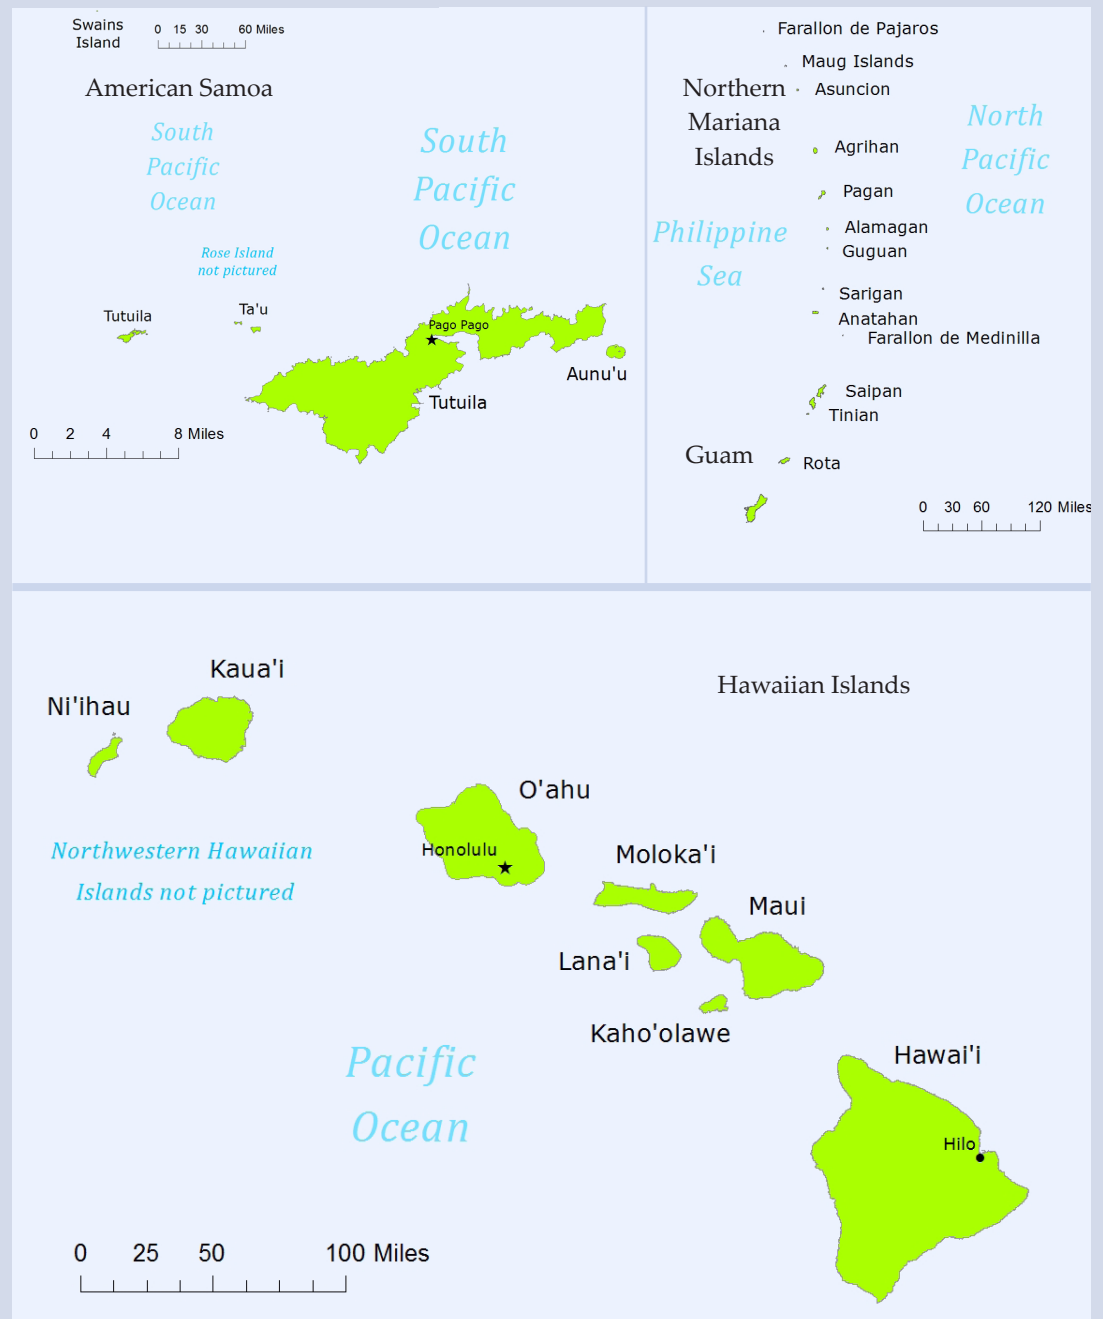 Swains
Island
0 15 30 60 Miles
American Samoa
South
Pacific
Ocean
South
Pacific
Ocean
Rose Island
not pictured
Tutuila
Ta'u
Pago Pago
Aunu'u
Tutuila
0 2 4 8 Miles
Farallon de Pajaros
Maug Islands
Northern
Mariana
Islands
Asuncion
North
Pacific
Ocean
Agrihan
Pagan
Philippine
Sea
Alamagan
Guguan
Sarigan
Anatahan
Farallon de Medinilla
Saipan
Tinian
Guam
Rota
0 30 60 120 Miles
Kaua'i
Ni'ihau
Hawaiian Islands
O'ahu
Honolulu
Northwestern Hawaiian
Islands not pictured
Moloka'i
Maui
Lana'i
Kaho'olawe
Pacific
Ocean
Hawai'i
Hilo
0 25 50 100 Miles